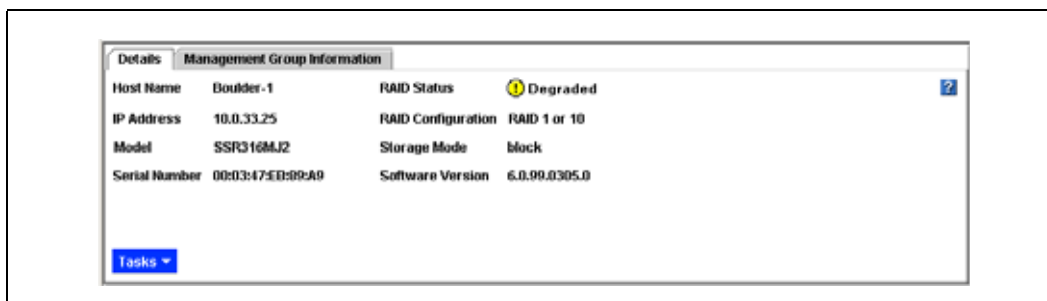 Details Management Group Information
Host Name Boulder-1 RAID Status Degraded
IP Address 10.0.33.25 RAID Configuration RAID 1 or 10
Model SSR316MJ2 Storage Mode block
Serial Number 00:03:47:EB:89:A9 Software Version 6.0.99.0305.0
Tasks